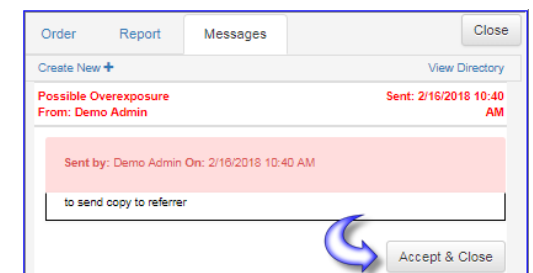 Order Report Messages Close
Create New + View Directory
Possible Overexposure Sent: 2/16/2018 10:40
From: Demo Admin AM
Sent by: Demo Admin On: 2/16/2018 10:40 AM
to send copy to referrer
Accept & Close